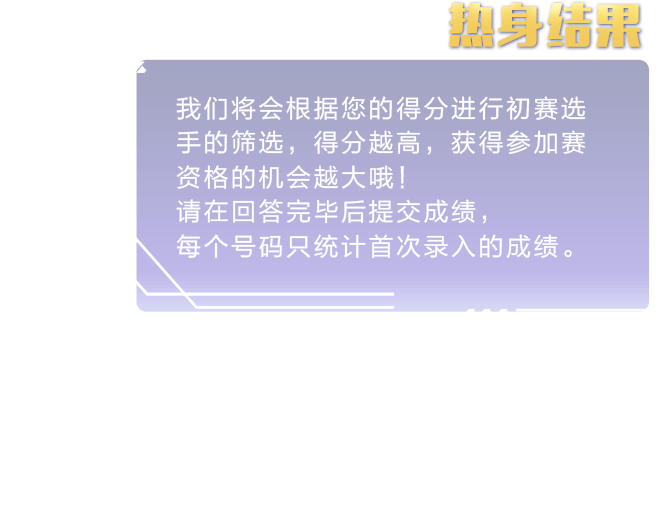 热身结果
我们将会根据您的得分进行初赛选
手的筛选，得分越高，获得参加赛
资格的机会越大哦！
请在回答完毕后提交成绩，
每个号码只统计首次录入的成绩。